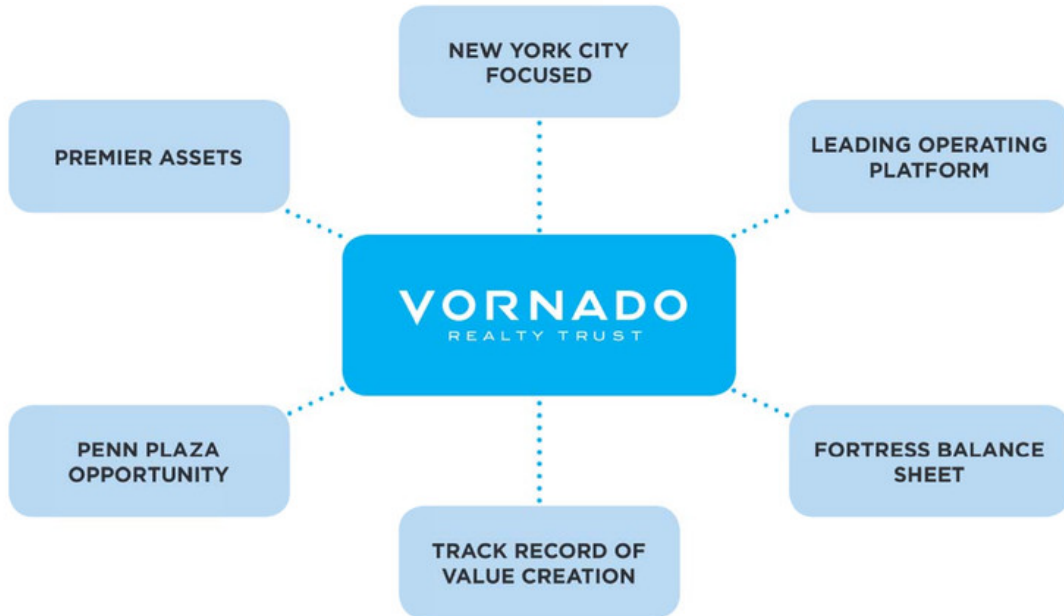 NEW YORK CITY
FOCUSED
PREMIER ASSETS
LEADING OPERATING
PLATFORM
VORNADO
REALTY TRUST
PENN PLAZA
OPPORTUNITY
FORTRESS BALANCE
SHEET
TRACK RECORD OF
VALUE CREATION